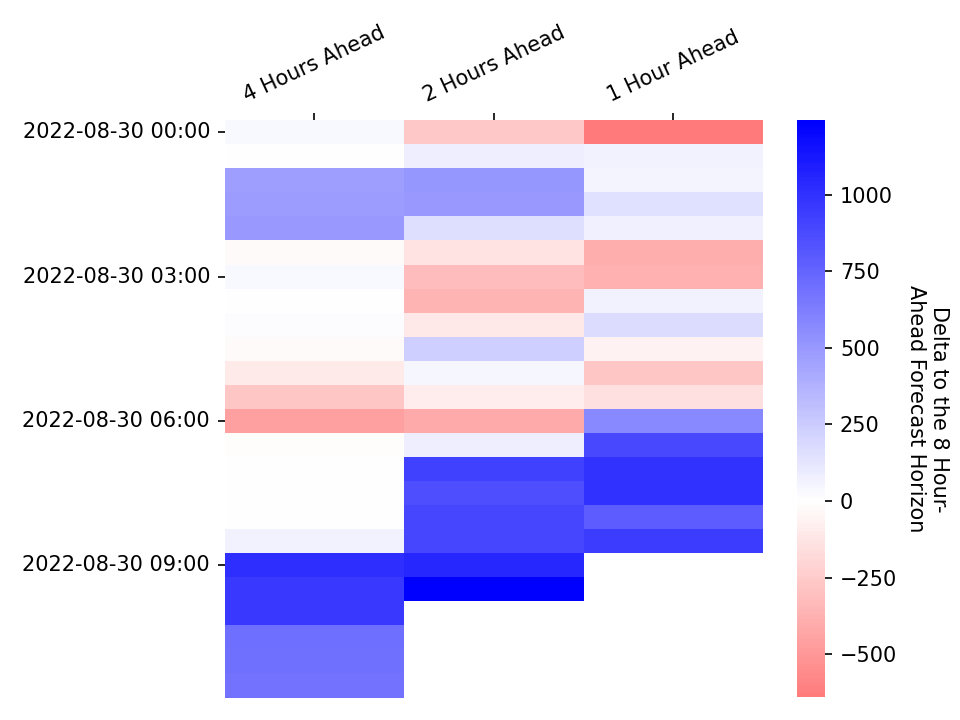 4 Hours Ahead
2 Hours Ahead
1 Hour Ahead
2022-08-30 00:00
2022-08-30 03:00
2022-08-30 06:00
2022-08-30 09:00
1000
750
500
250
0
−250
−500
Delta to the 8 Hour-
Ahead Forecast Horizon